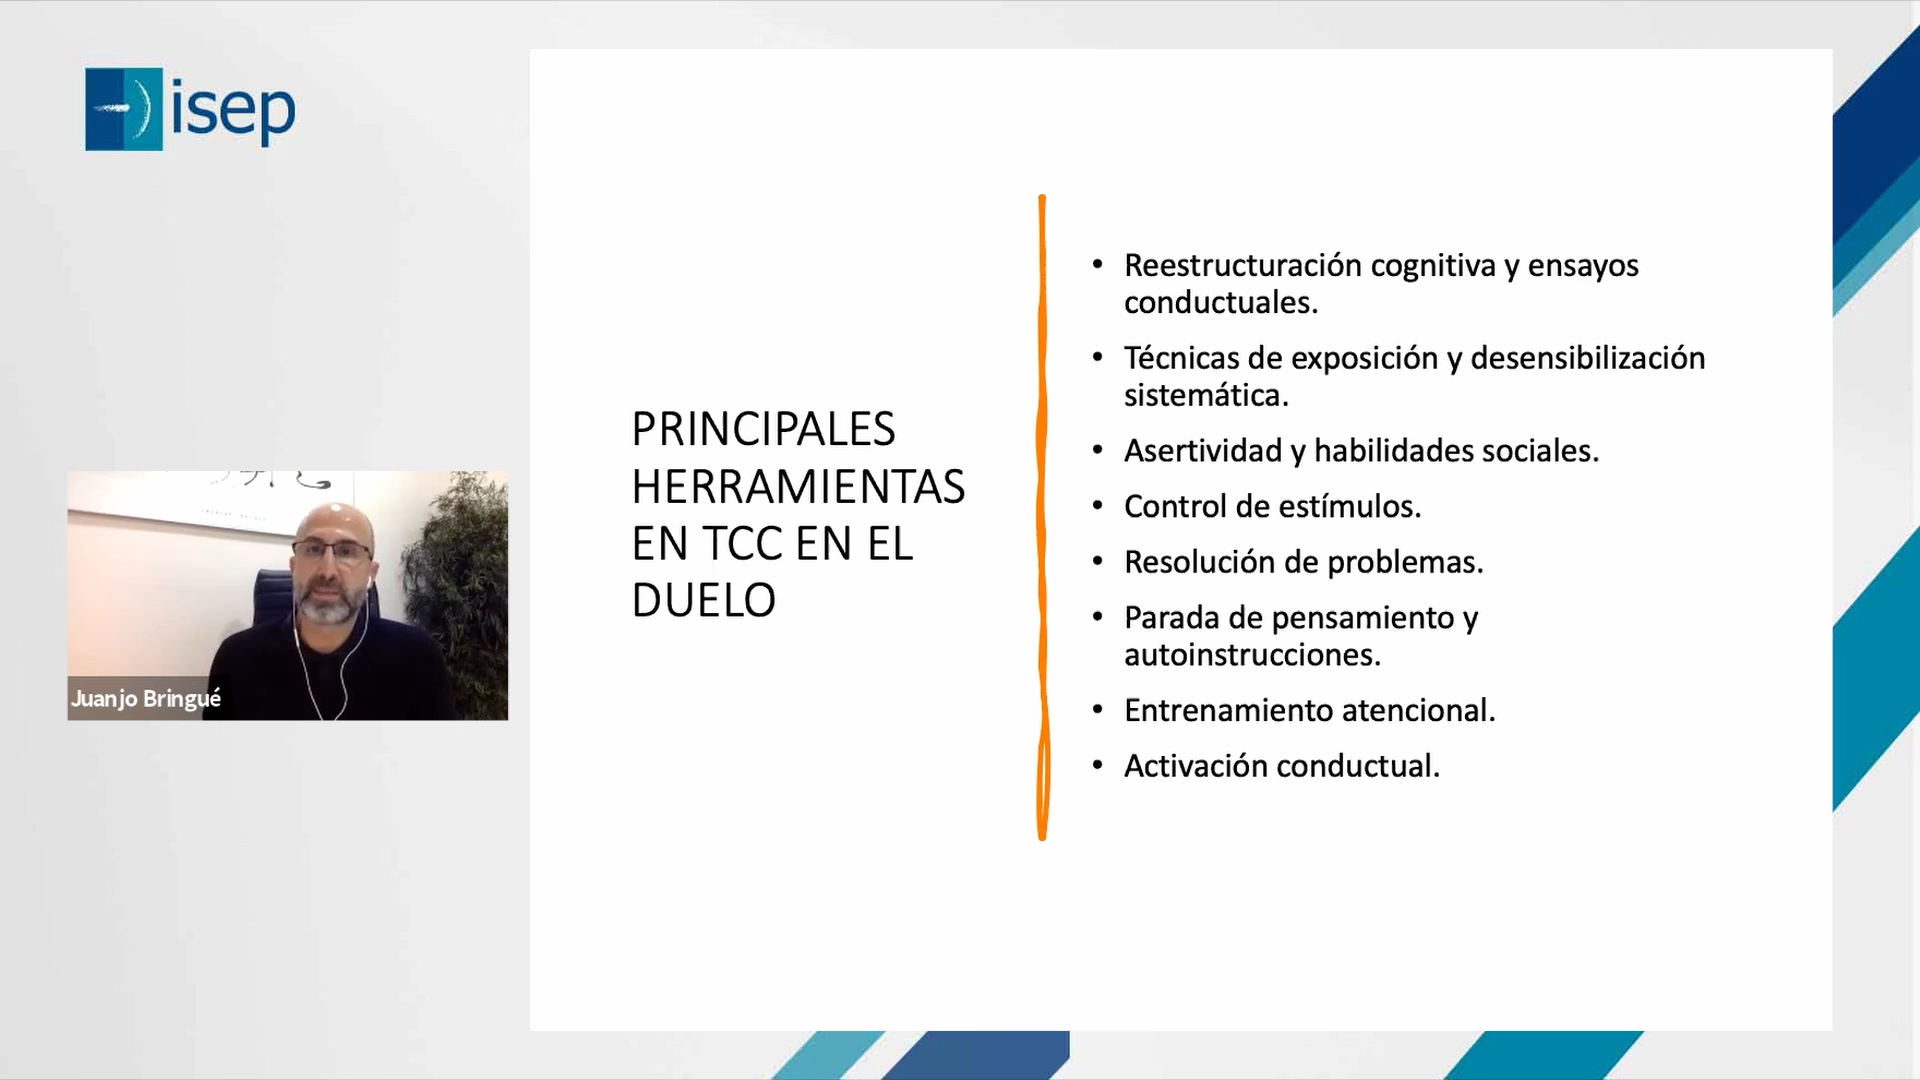 isep
PRINCIPALES
HERRAMIENTAS
EN TCC EN EL
DUELO
• Reestructuración cognitiva y ensayos
conductuales.
• Técnicas de exposición y desensibilización
sistemática.
• Asertividad y habilidades sociales.
• Control de estímulos.
• Resolución de problemas.
• Parada de pensamiento y
autoinstrucciones.
• Entrenamiento atencional.
• Activación conductual.
Juanjo Bringué